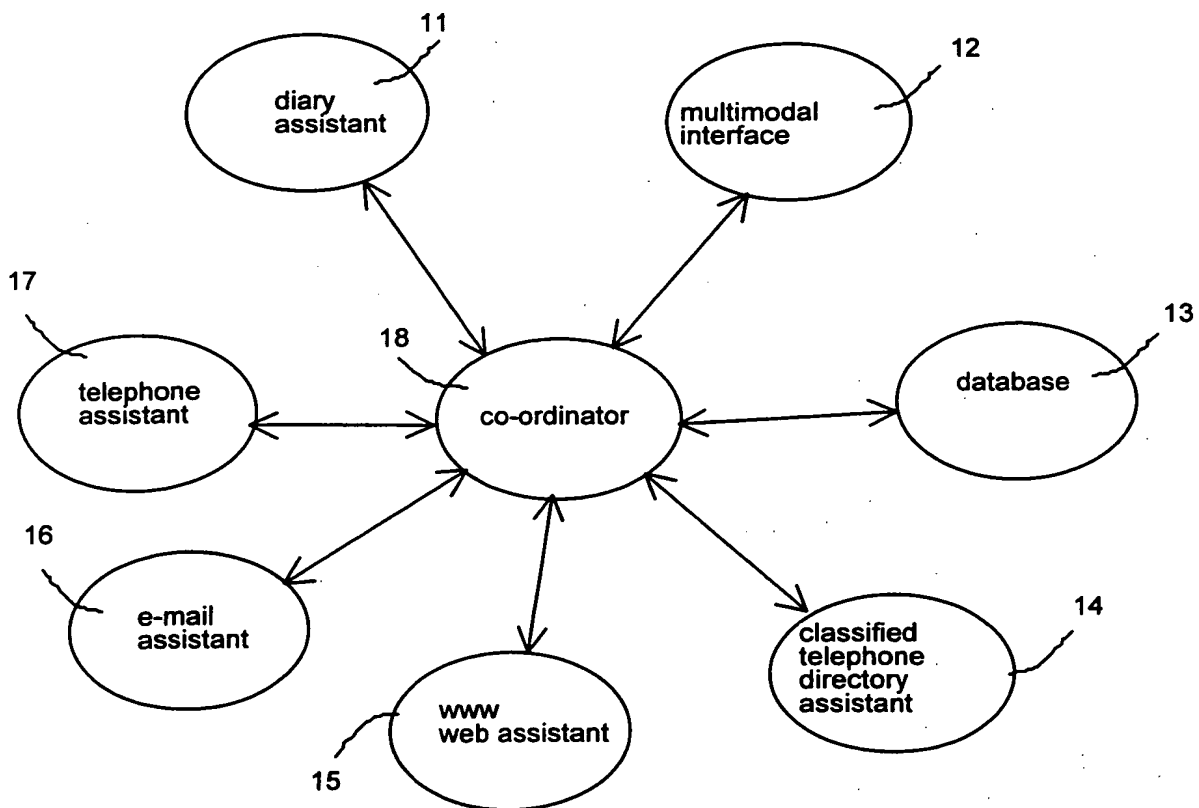 11
12
diary
assistant
multimodal
interface
17
18
13
telephone
assistant
co-ordinator
database
16
e-mail
assistant
14
classified
telephone
directory
assistant
15
www
web assistant